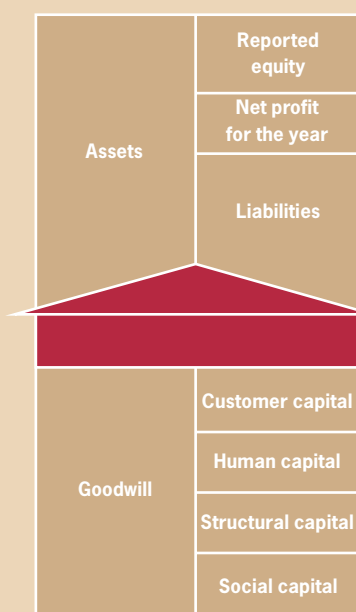 Reported
equity
Net profit
for the year
Assets
Liabilities
Customer capital
Human capital
Goodwill
Structural capital
Social capital